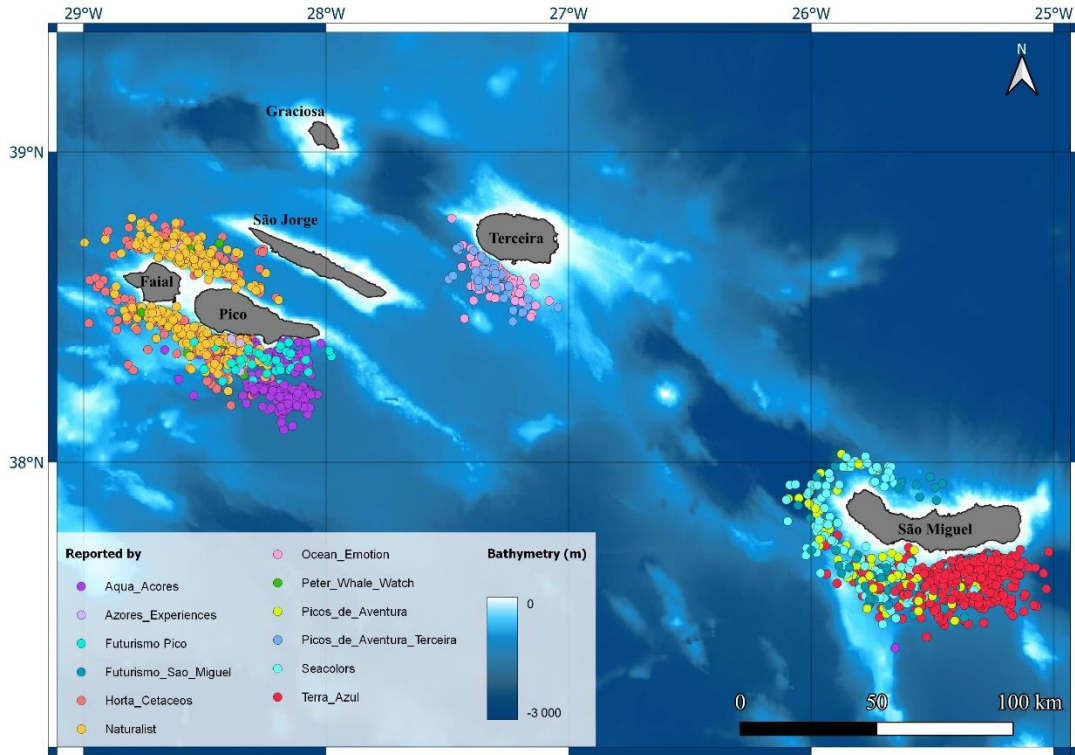 29°W 28°W 27°W 26°W 25°W
N
Graciosa
39°N
São Jorge
Terceira
Faial
Pico
38°N
São Miguel
Reported by
Aqua_Acores
Azores_Experiences
Futurismo Pico
Futurismo_Sao_Miguel
Horta_Cetaceos
Naturalist
Ocean_Emotion
Peter_Whale_Watch
Picos_de_Aventura
Picos_de_Aventura_Terceira
Seacolors
Terra_Azul
Bathymetry (m)
0
-3 000
0 50 100 km